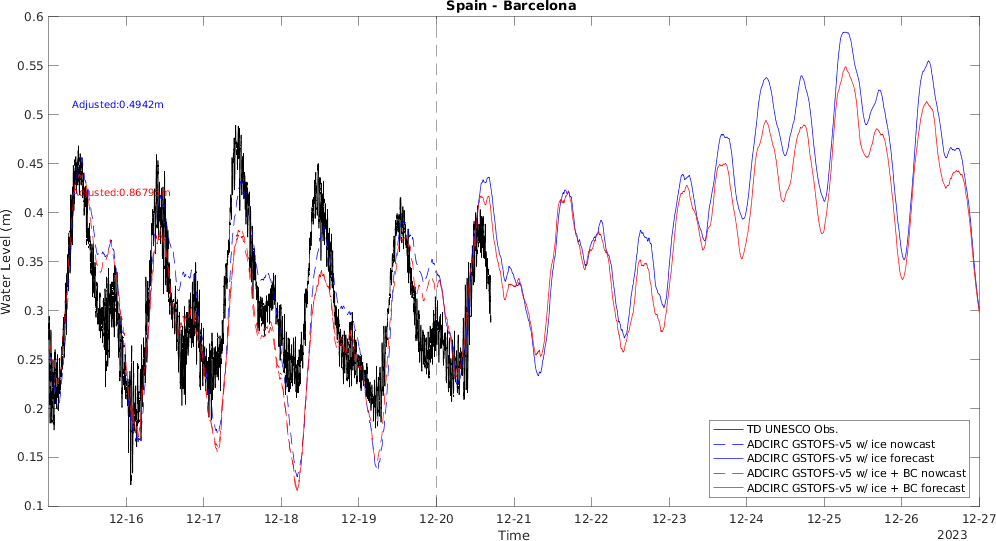 Spain - Barcelona
0.6
0.55
0.5
0.45
0.4
0.35
0.3
0.25
0.2
0.15
0.1
Water Level (m)
Adjusted:0.4942m
TD UNESCO Obs.
ADCIRC GSTOFS-v5 w/ ice nowcast
ADCIRC GSTOFS-v5 w/ ice forecast
ADCIRC GSTOFS-v5 w/ ice + BC nowcast
ADCIRC GSTOFS-v5 w/ ice + BC forecast
12-16 12-17 12-18 12-19 12-20 12-21 12-22 12-23 12-24 12-25 12-26 12-27
Time
2023